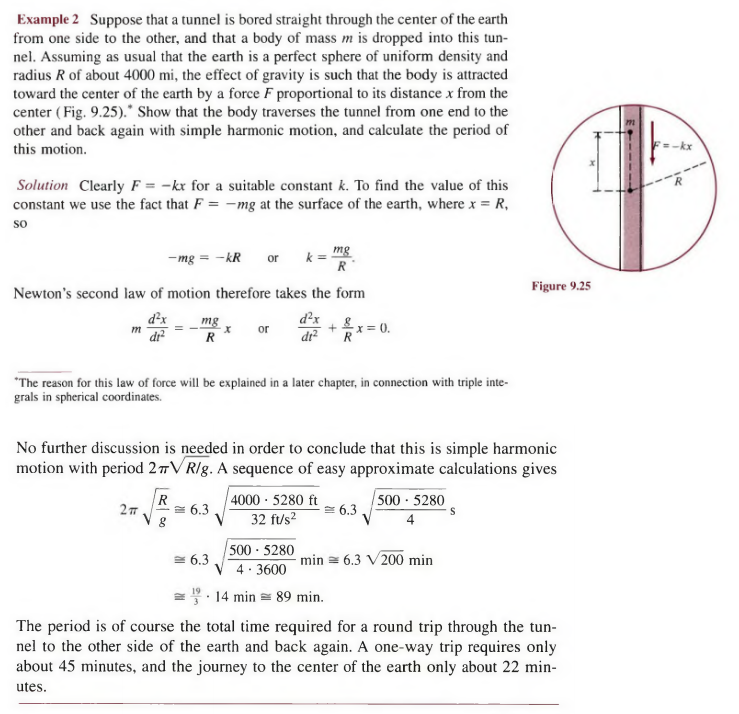 Example 2 Suppose that a tunnel is bored straight through the center of the earth
from one side to the other, and that a body of mass m is dropped into this tun-
nel. Assuming as usual that the earth is a perfect sphere of uniform density and
radius R of about 4000 mi, the effect of gravity is such that the body is attracted
toward the center of the earth by a force F proportional to its distance x from the
center (Fig. 9.25).* Show that the body traverses the tunnel from one end to the
other and back again with simple harmonic motion, and calculate the period of
this motion.
Solution Clearly F = −kx for a suitable constant k. To find the value of this
constant we use the fact that F = −mg at the surface of the earth, where x = R,
so
−mg = −kR or k = mg/R.
Newton's second law of motion therefore takes the form
m d²x/dt² = −mg/R x or d²x/dt² + g/R x = 0.
*The reason for this law of force will be explained in a later chapter, in connection with triple inte-
grals in spherical coordinates.
m
F = −kx
x
R
Figure 9.25
No further discussion is needed in order to conclude that this is simple harmonic
motion with period 2π√R/g. A sequence of easy approximate calculations gives
2π √(R/g) ≅ 6.3 √(4000 · 5280 ft / 32 ft/s²) ≅ 6.3 √(500 · 5280 / 4) s
≅ 6.3 √(500 · 5280 / 4 · 3600) min ≅ 6.3 √200 min
≅ 19/3 · 14 min ≅ 89 min.
The period is of course the total time required for a round trip through the tun-
nel to the other side of the earth and back again. A one-way trip requires only
about 45 minutes, and the journey to the center of the earth only about 22 min-
utes.